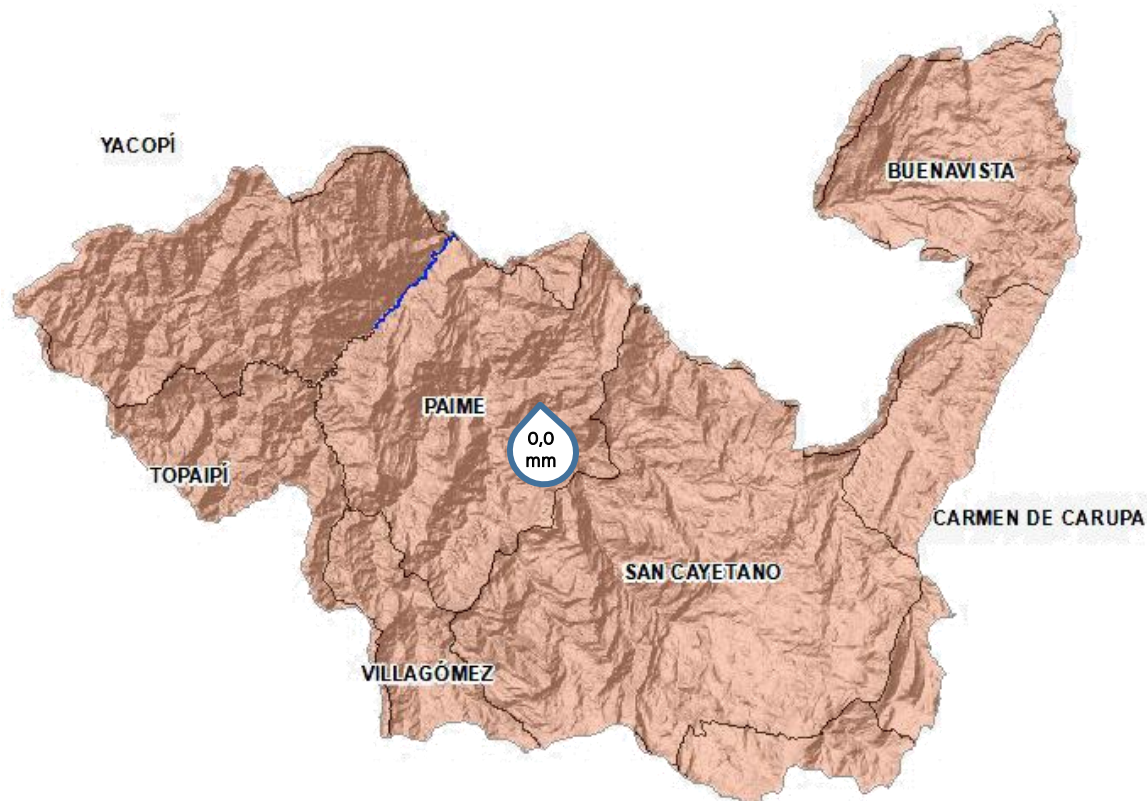 YACOPÍ
BUENAVISTA
PAIME
0,0
mm
TOPAIPÍ
CARMEN DE CARUPA
SAN CAYETANO
VILLAGÓMEZ